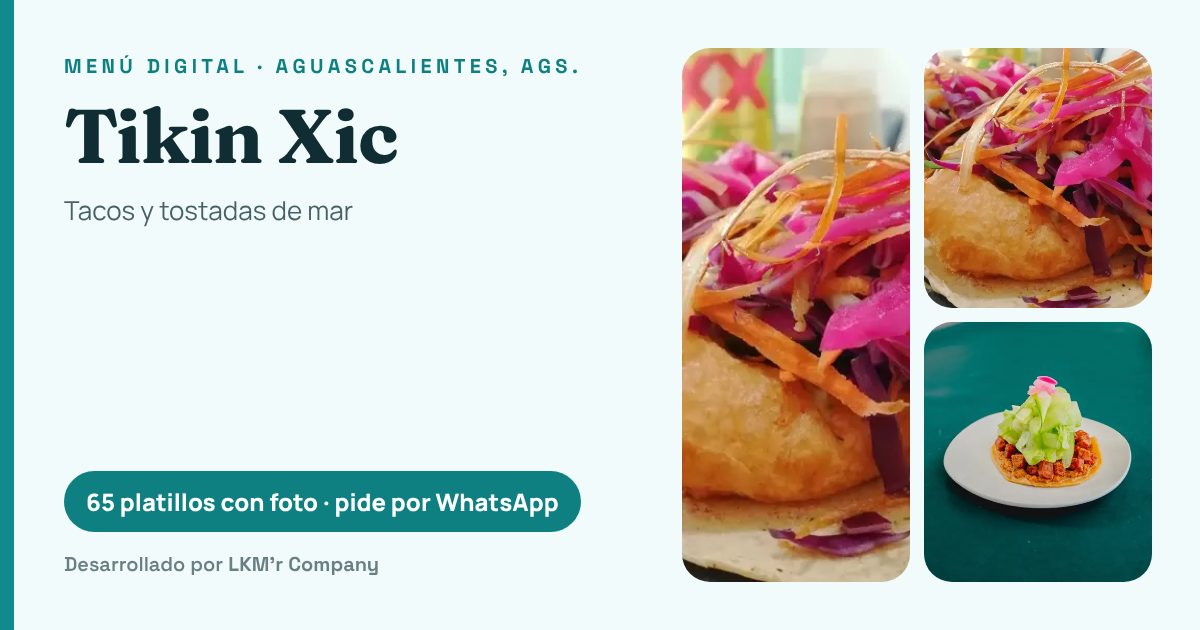 MENÚ DIGITAL · AGUASCALIENTES, AGS.
Tikin Xic
Tacos y tostadas de mar
65 platillos con foto · pide por WhatsApp
Desarrollado por LKM’r Company
XX